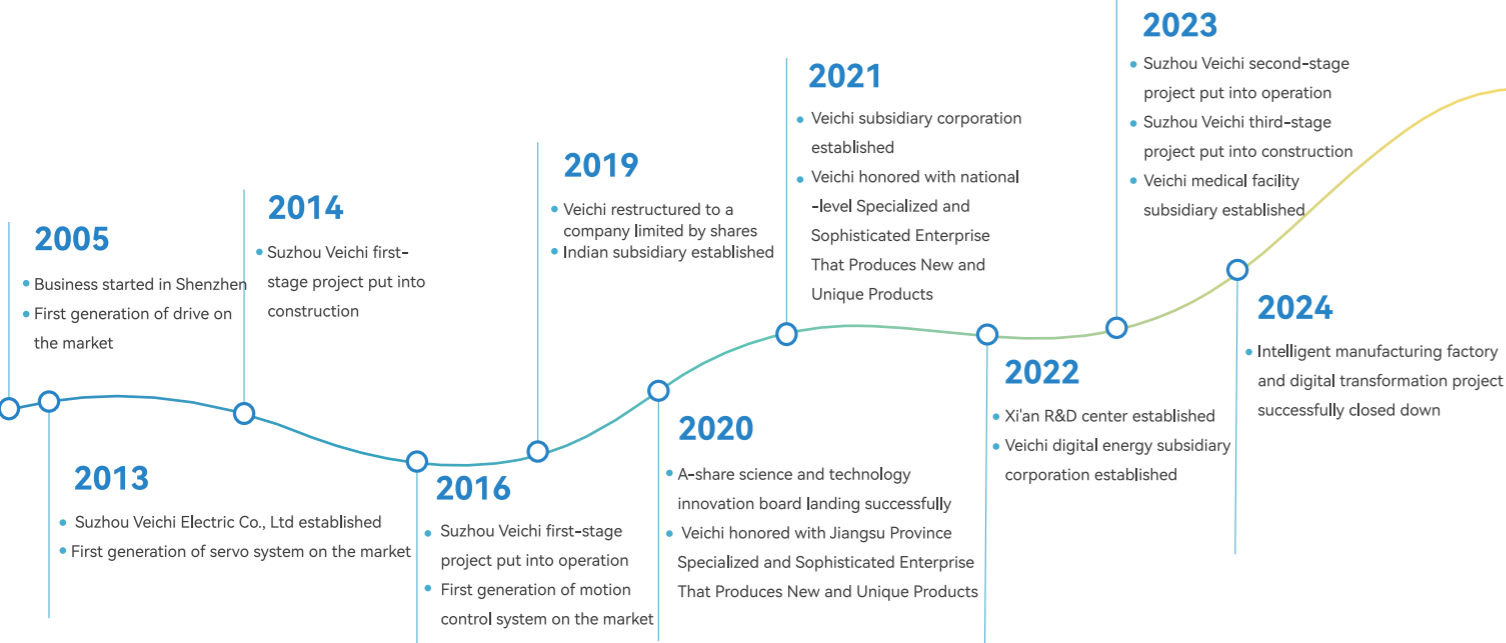 2005
Business started in Shenzhen
First generation of drive on
the market
2013
Suzhou Veichi Electric Co., Ltd established
First generation of servo system on the market
2014
Suzhou Veichi first-
stage project put into
construction
2016
Suzhou Veichi first-stage
project put into operation
First generation of motion
control system on the market
2019
Veichi restructured to a
company limited by shares
Indian subsidiary established
2020
A-share science and technology
innovation board landing successfully
Veichi honored with Jiangsu Province
Specialized and Sophisticated Enterprise
That Produces New and Unique Products
2021
Veichi subsidiary corporation
established
Veichi honored with national
-level Specialized and
Sophisticated Enterprise
That Produces New and
Unique Products
2022
Xi'an R&D center established
Veichi digital energy subsidiary
corporation established
2023
Suzhou Veichi second-stage
project put into operation
Suzhou Veichi third-stage
project put into construction
Veichi medical facility
subsidiary established
2024
Intelligent manufacturing factory
and digital transformation project
successfully closed down